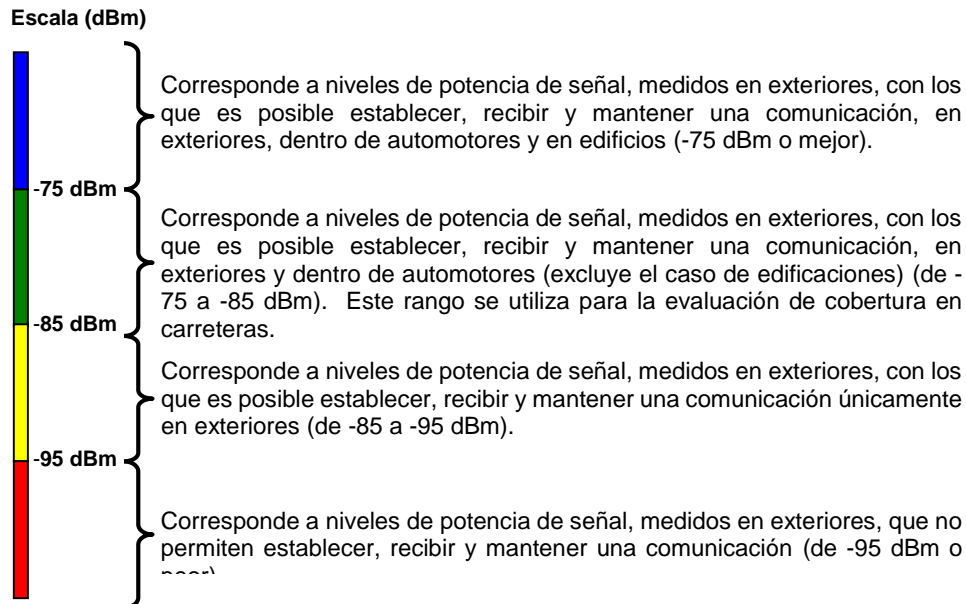 Escala (dBm)
Corresponde a niveles de potencia de señal, medidos en exteriores, con los
que es posible establecer, recibir y mantener una comunicación, en
exteriores, dentro de automotores y en edificios (-75 dBm o mejor).
-75 dBm
Corresponde a niveles de potencia de señal, medidos en exteriores, con los
que es posible establecer, recibir y mantener una comunicación, en
exteriores y dentro de automotores (excluye el caso de edificaciones) (de -
75 a -85 dBm). Este rango se utiliza para la evaluación de cobertura en
carreteras.
-85 dBm
Corresponde a niveles de potencia de señal, medidos en exteriores, con los
que es posible establecer, recibir y mantener una comunicación únicamente
en exteriores (de -85 a -95 dBm).
-95 dBm
Corresponde a niveles de potencia de señal, medidos en exteriores, que no
permiten establecer, recibir y mantener una comunicación (de -95 dBm o